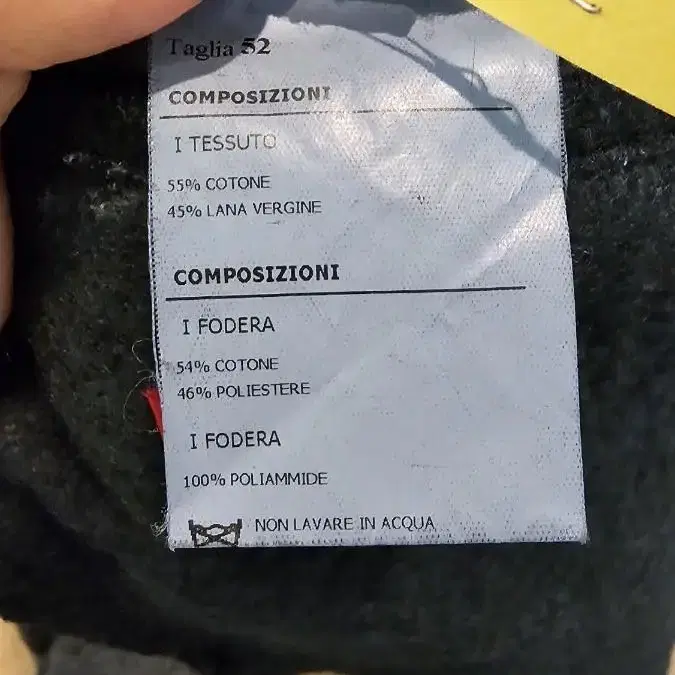 Taglia 52
COMPOSIZIONI
I TESSUTO
55% COTONE
45% LANA VERGINE
COMPOSIZIONI
I FODERA
54% COTONE
46% POLIESTERE
I FODERA
100% POLIAMMIDE
NON LAVARE IN ACQUA